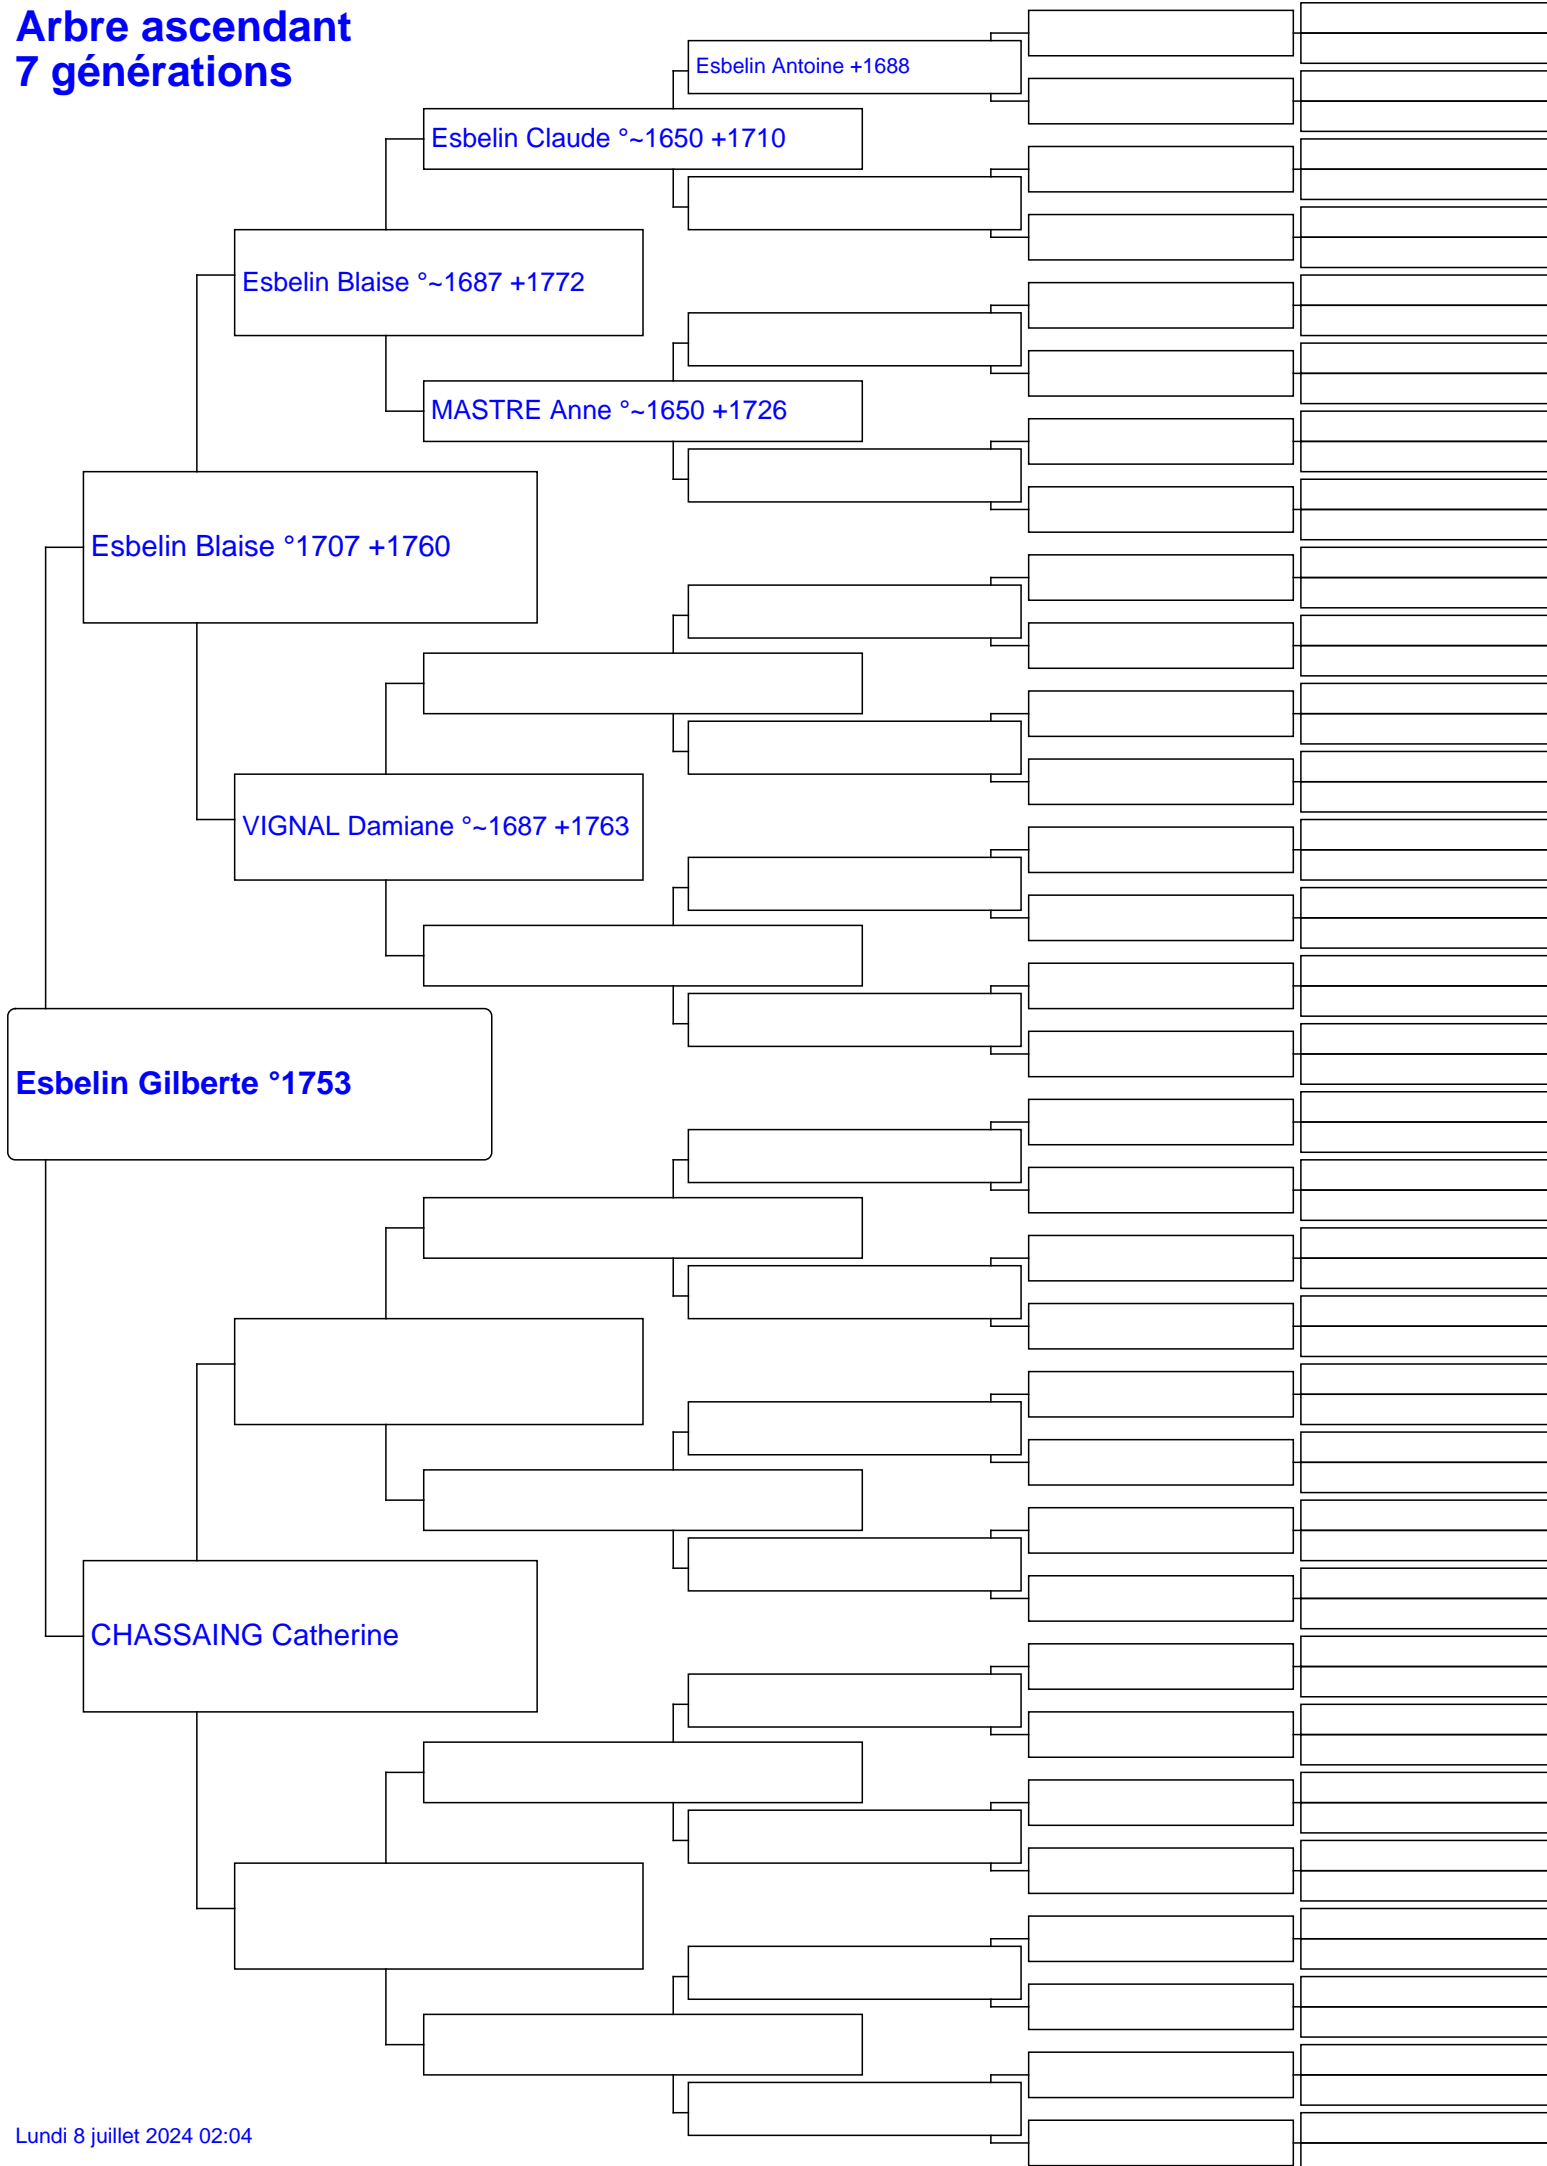 Arbre ascendant
7 générations
Esbelin Antoine +1688
Esbelin Claude °~1650 +1710
Esbelin Blaise °~1687 +1772
MASTRE Anne °~1650 +1726
Esbelin Blaise °1707 +1760
VIGNAL Damiane °~1687 +1763
Esbelin Gilberte °1753
CHASSAING Catherine
Lundi 8 juillet 2024 02:04